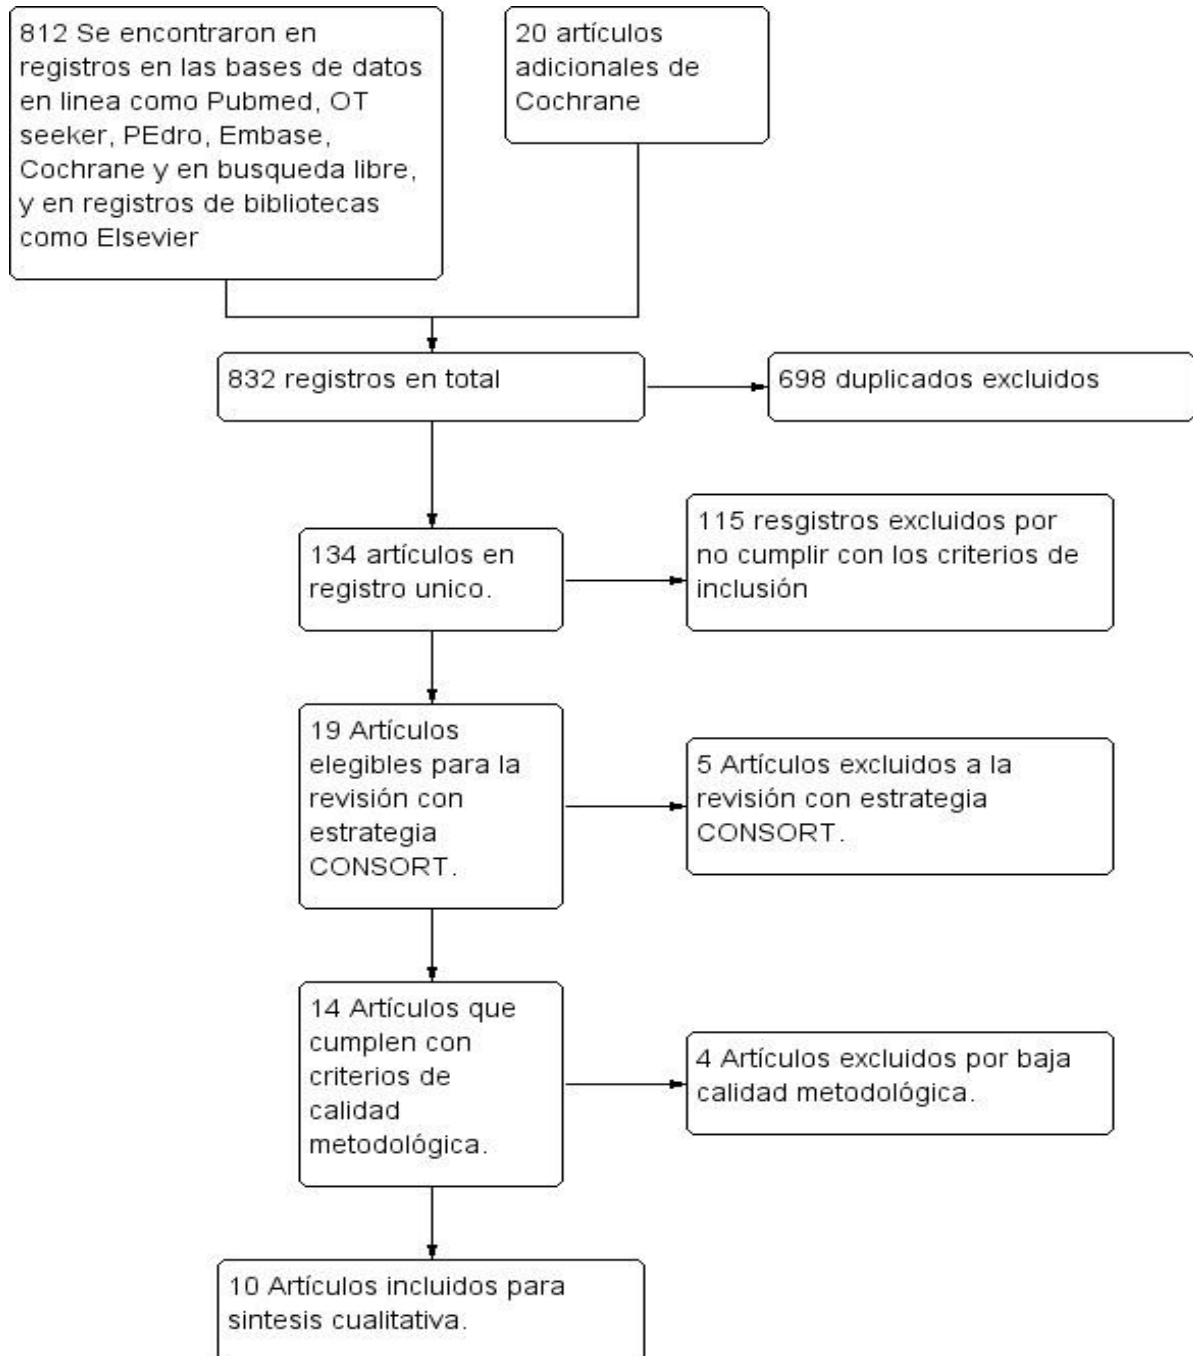 812 Se encontraron en
registros en las bases de datos
en linea como Pubmed, OT
seeker, PEdro, Embase,
Cochrane y en busqueda libre,
y en registros de bibliotecas
como Elsevier
20 artículos
adicionales de
Cochrane
832 registros en total
698 duplicados excluidos
134 artículos en
registro unico.
115 resgistros excluidos por
no cumplir con los criterios de
inclusión
19 Artículos
elegibles para la
revisión con
estrategia
CONSORT.
5 Artículos excluidos a la
revisión con estrategia
CONSORT.
14 Artículos que
cumplen con
criterios de
calidad
metodológica.
4 Artículos excluidos por baja
calidad metodológica.
10 Artículos incluidos para
sintesis cualitativa.